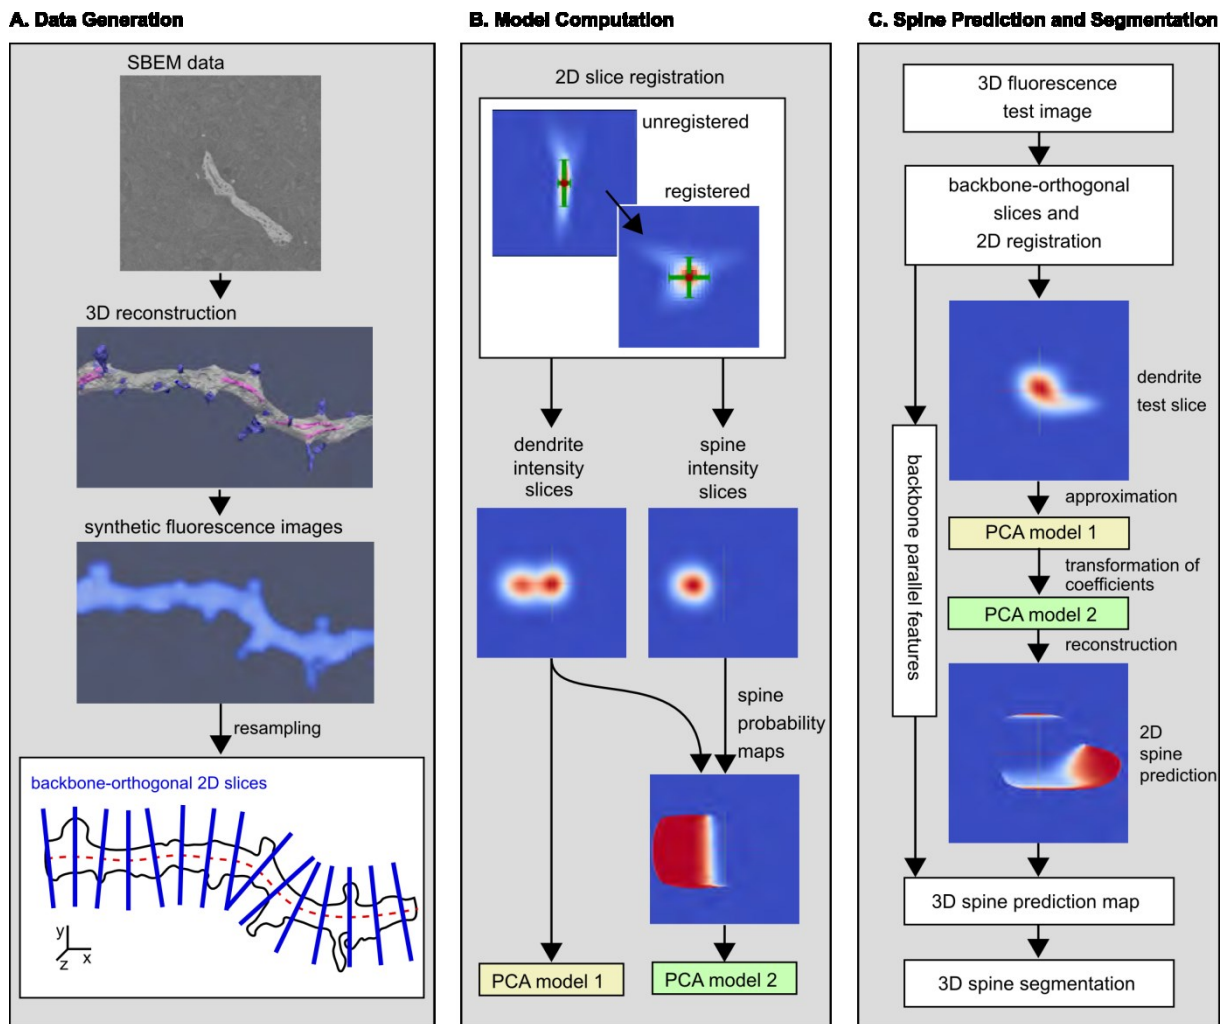 A. Data Generation
SBEM data
3D reconstruction
synthetic fluorescence images
resampling
backbone-orthogonal 2D slices
y
z
x
B. Model Computation
2D slice registration
unregistered
registered
dendrite
intensity
slices
spine
intensity
slices
spine
probability
maps
PCA model 1
PCA model 2
C. Spine Prediction and Segmentation
3D fluorescence
test image
backbone-orthogonal
slices and
2D registration
dendrite
test slice
backbone parallel features
approximation
PCA model 1
transformation of
coefficients
PCA model 2
reconstruction
2D
spine
prediction
3D spine prediction map
3D spine segmentation